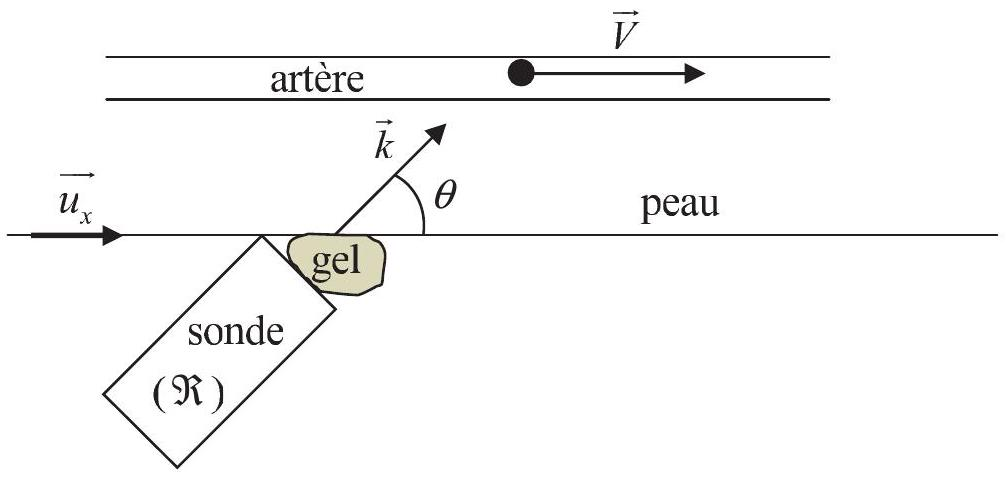 V
artère
k
θ
u_x
peau
gel
sonde
(ℜ)